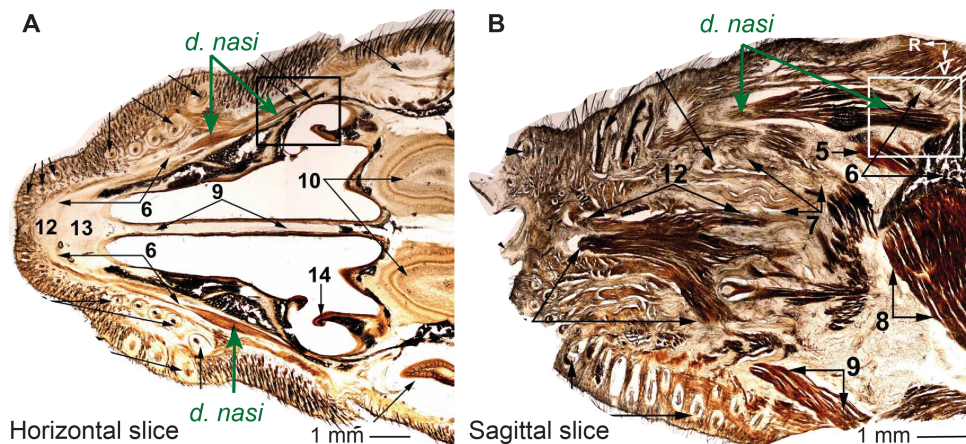 A
d. nasi
6
9
10
12
13
6
14
d. nasi
Horizontal slice
1 mm
B
d. nasi
R
V
5
6
12
7
8
9
Sagittal slice
1 mm